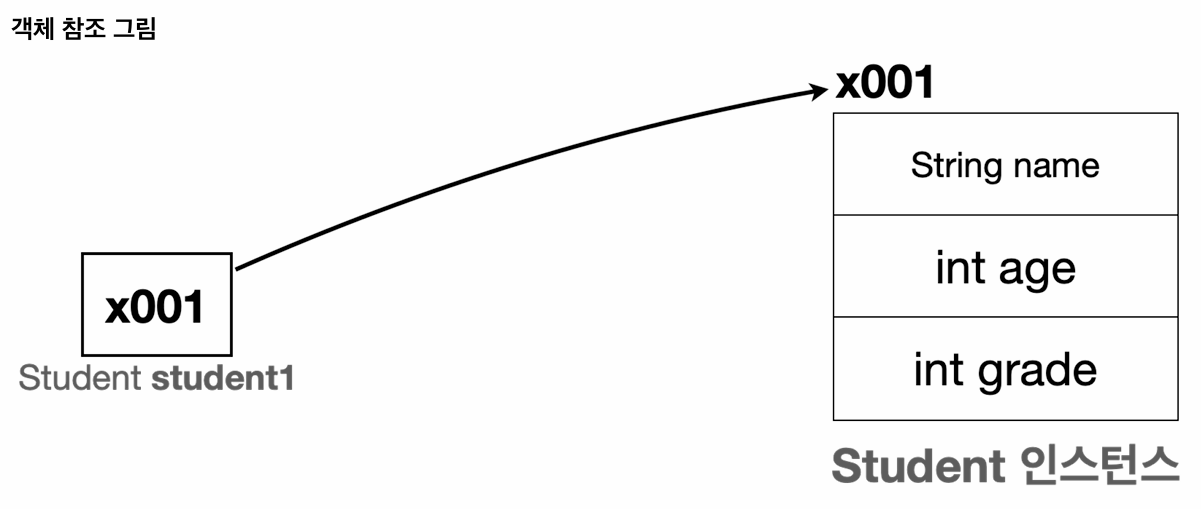 객체 참조 그림
x001
String name
int age
int grade
Student 인스턴스
x001
Student student1